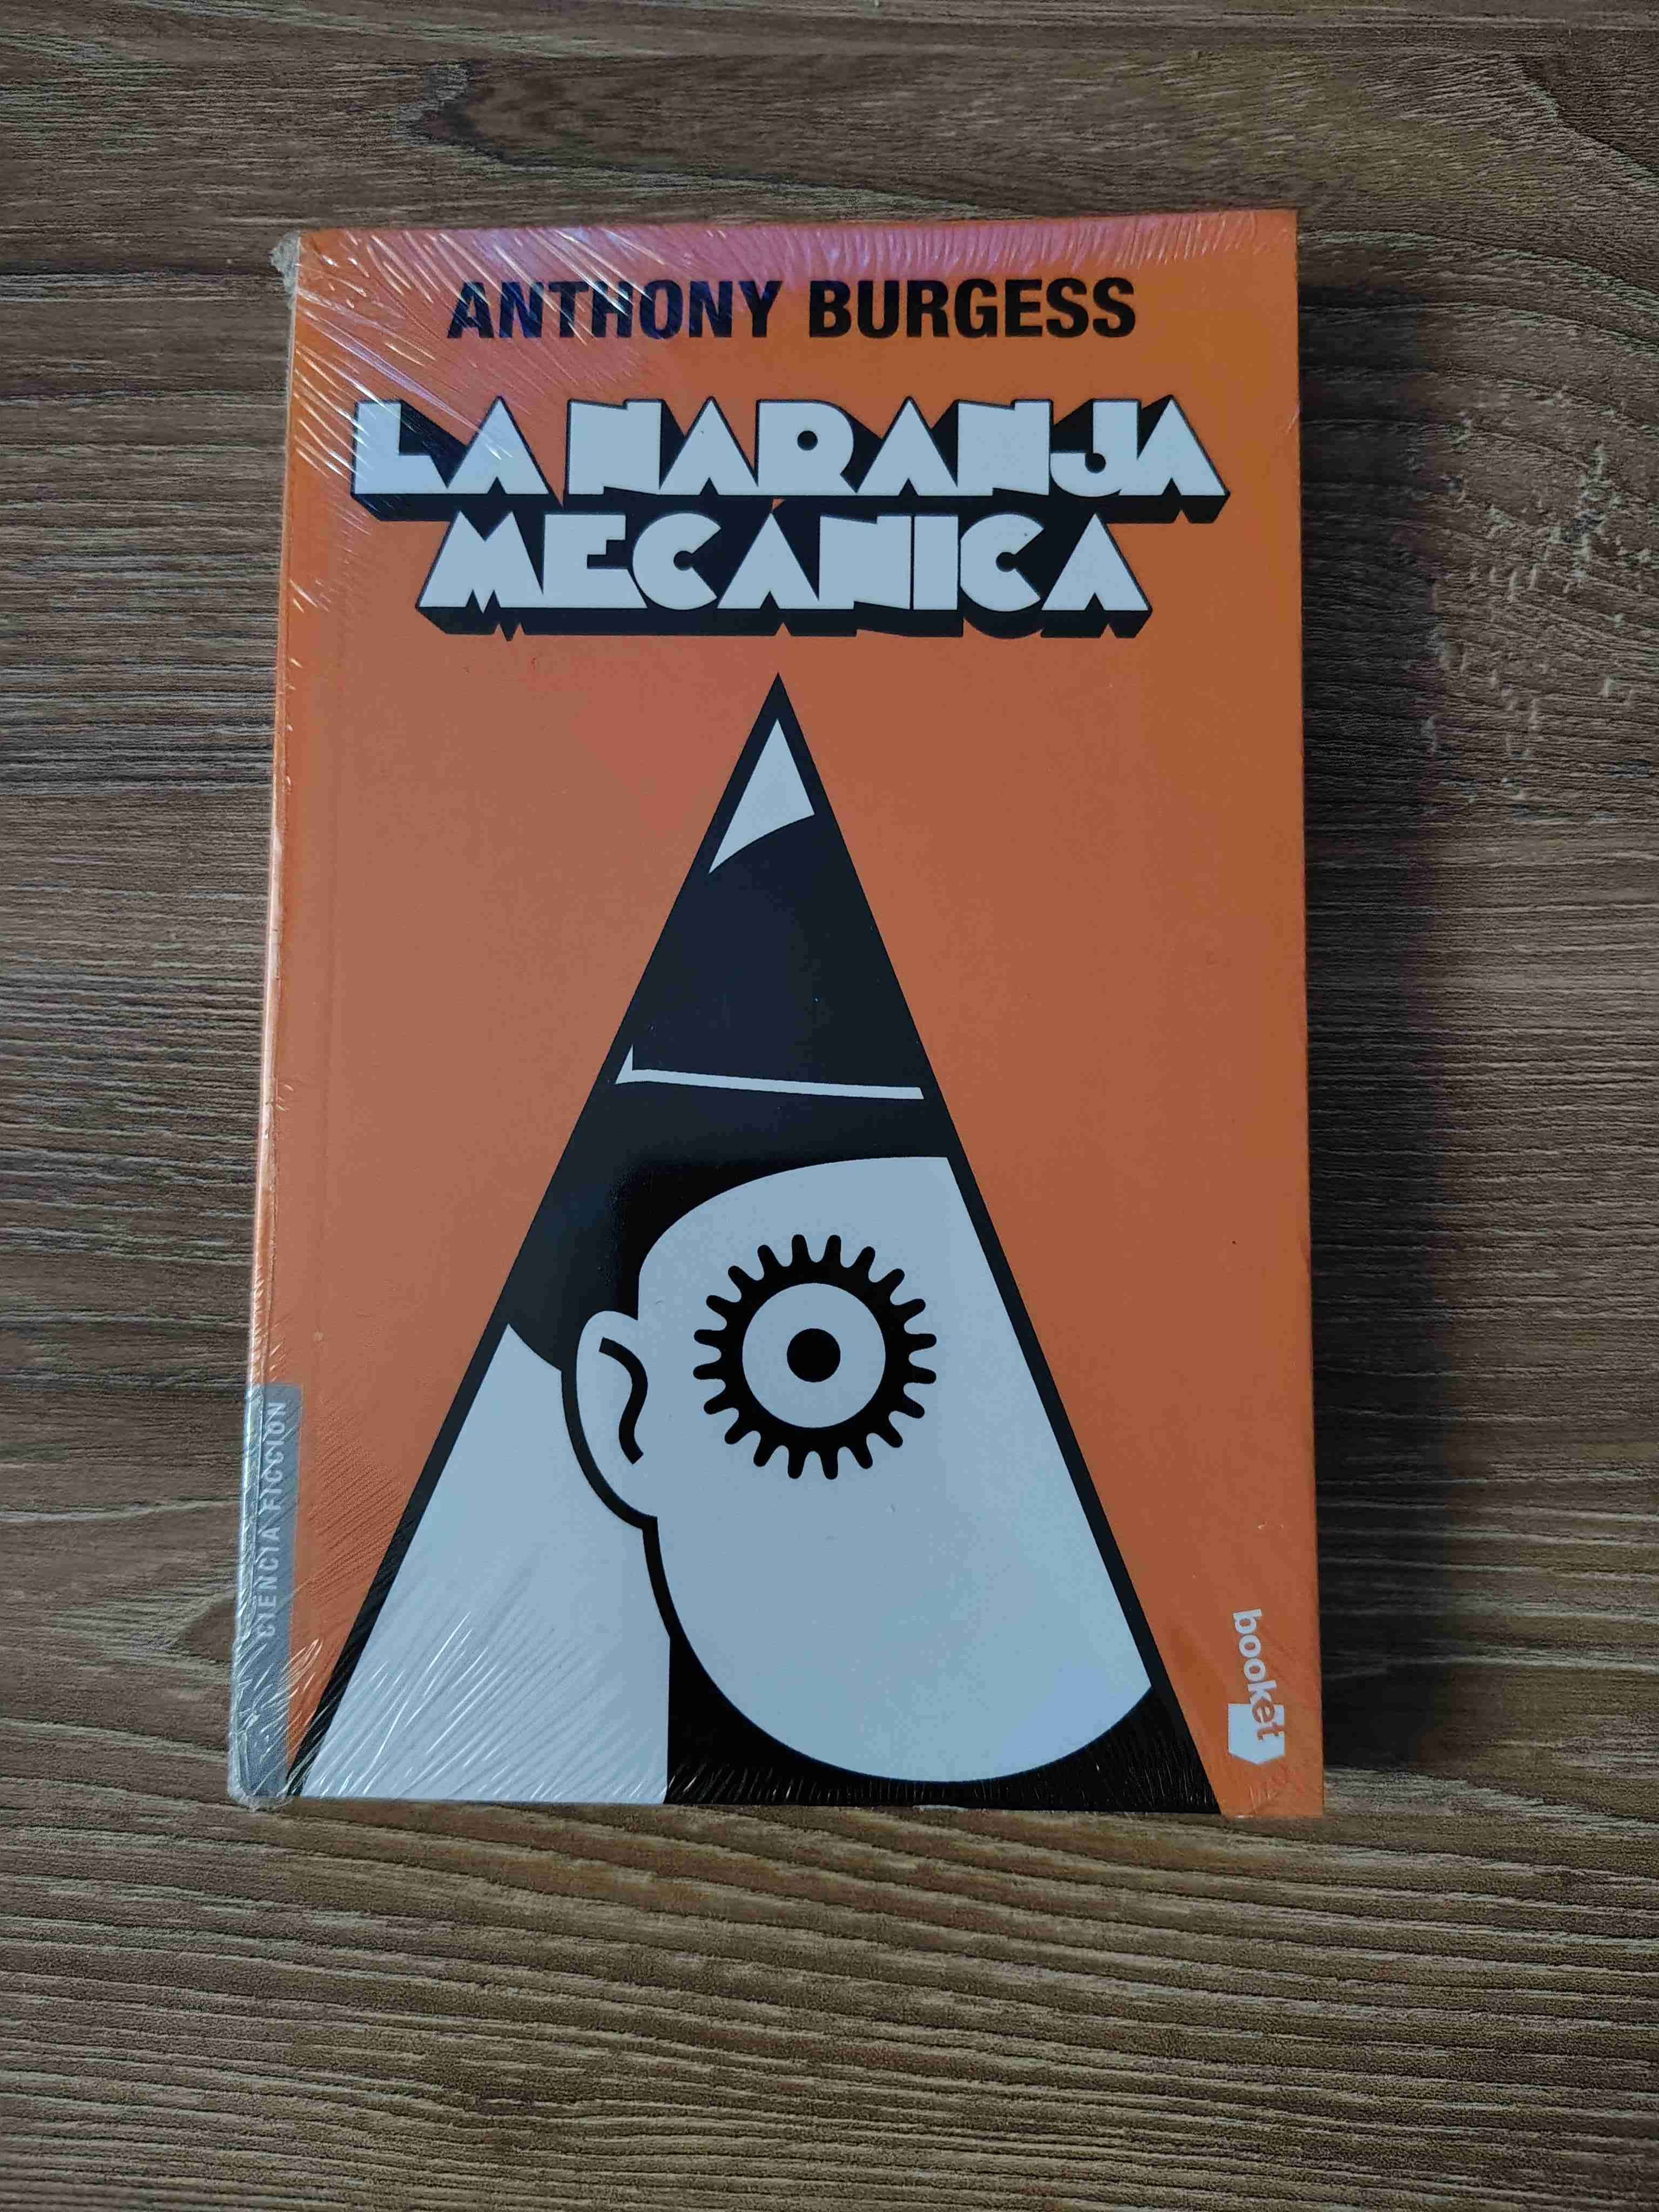 ANTHONY BURGESS
LA NARANJA
MECÁNICA
CIENCIA FICCIÓN
booket